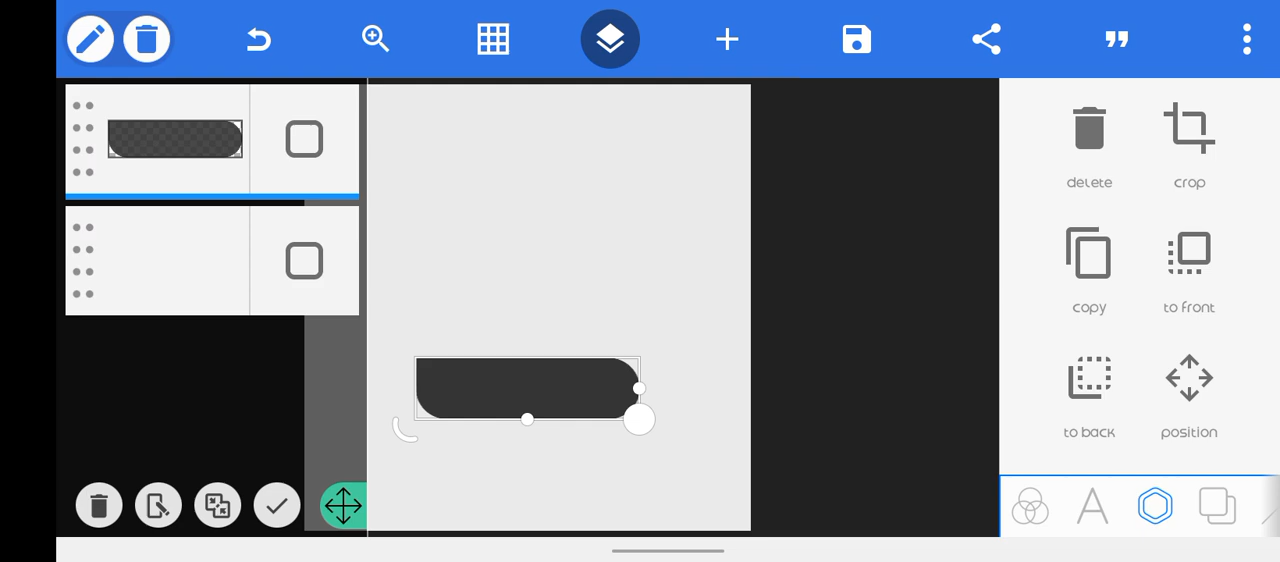 delete
crop
copy
to front
to back
position